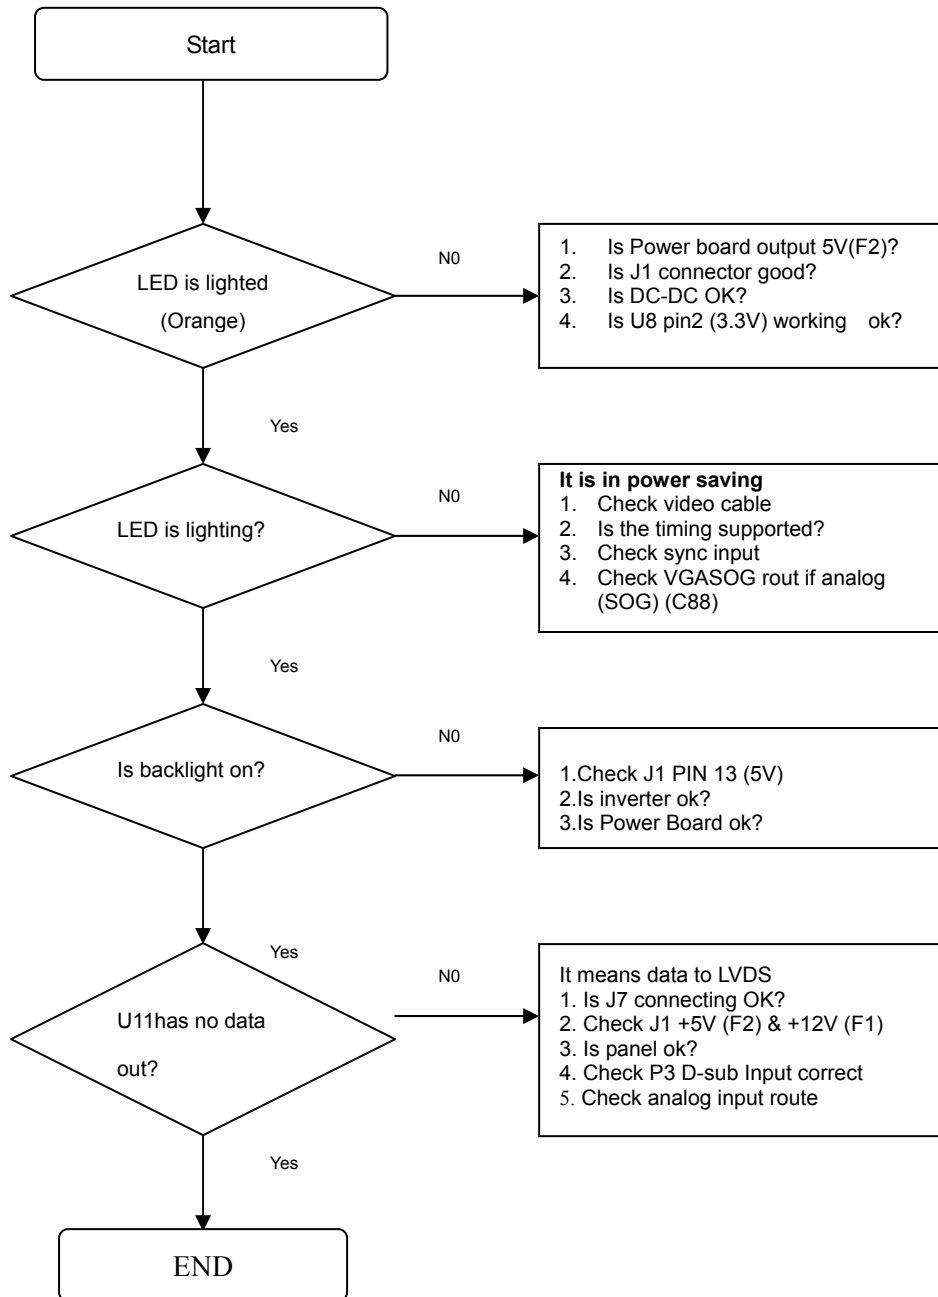 Start
LED is lighted
(Orange)
N0
1. Is Power board output 5V(F2)?
2. Is J1 connector good?
3. Is DC-DC OK?
4. Is U8 pin2 (3.3V) working ok?
Yes
LED is lighting?
N0
It is in power saving
1. Check video cable
2. Is the timing supported?
3. Check sync input
4. Check VGASOG rout if analog
(SOG) (C88)
Yes
Is backlight on?
N0
1.Check J1 PIN 13 (5V)
2.Is inverter ok?
3.Is Power Board ok?
Yes
U11has no data
out?
N0
It means data to LVDS
1. Is J7 connecting OK?
2. Check J1 +5V (F2) & +12V (F1)
3. Is panel ok?
4. Check P3 D-sub Input correct
5. Check analog input route
Yes
END